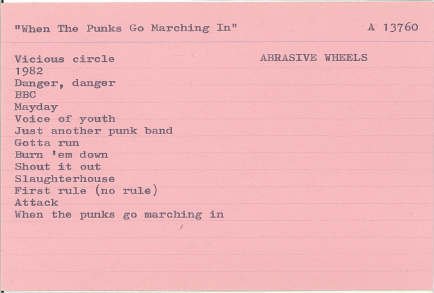 "When The Punks Go Marching In" A 13760
Vicious circle ABRASIVE WHEELS
1982
Danger, danger
BBC
Mayday
Voice of youth
Just another punk band
Gotta run
Burn 'em down
Shout it out
Slaughterhouse
First rule (no rule)
Attack
When the punks go marching in